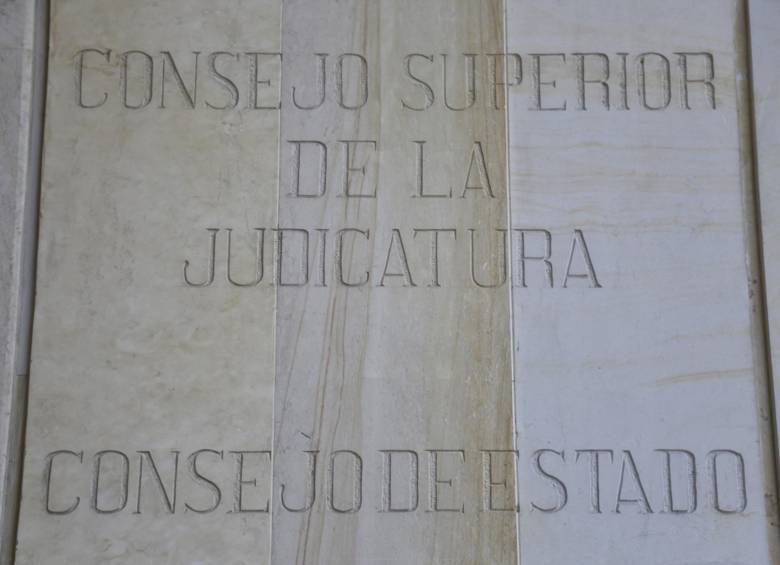 CONSEJO SUPERIOR
DE LA
JUDICATURA
CONSEJO DE ESTADO